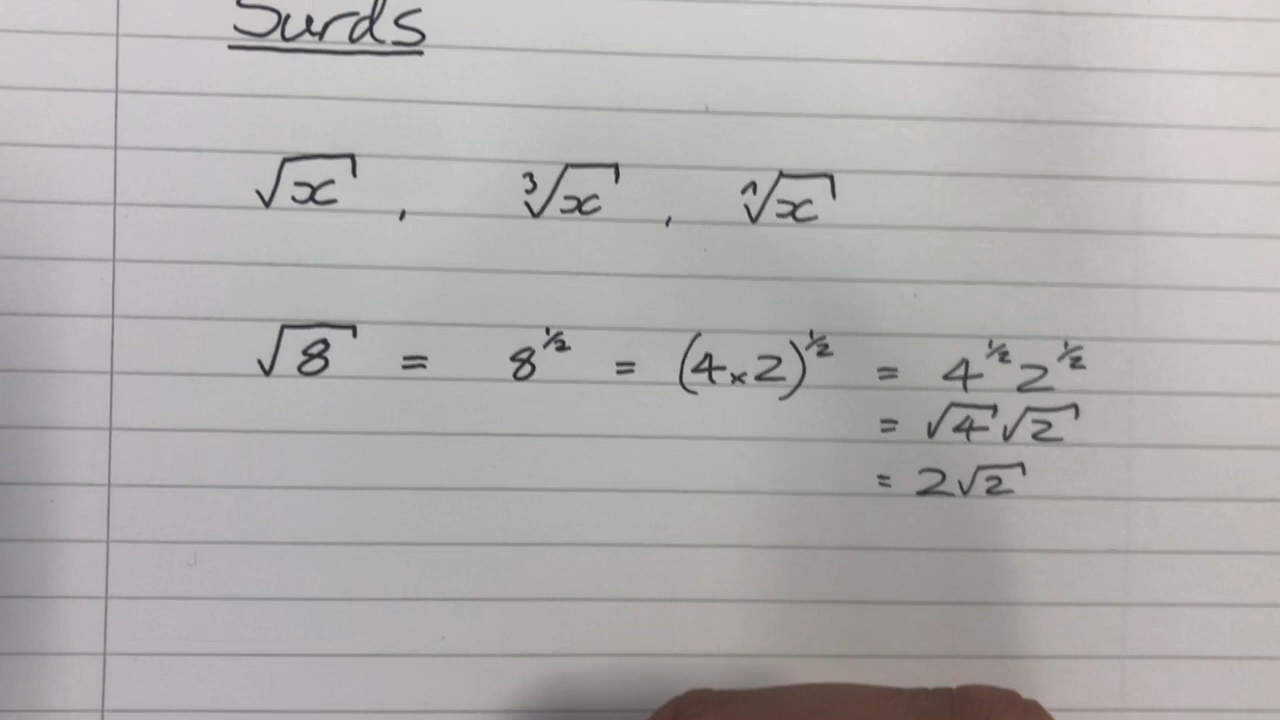 Surds
√x , ³√x , ⁿ√x
√8 = 8^½ = (4×2)^½ = 4^½ 2^½
= √4 √2
= 2√2